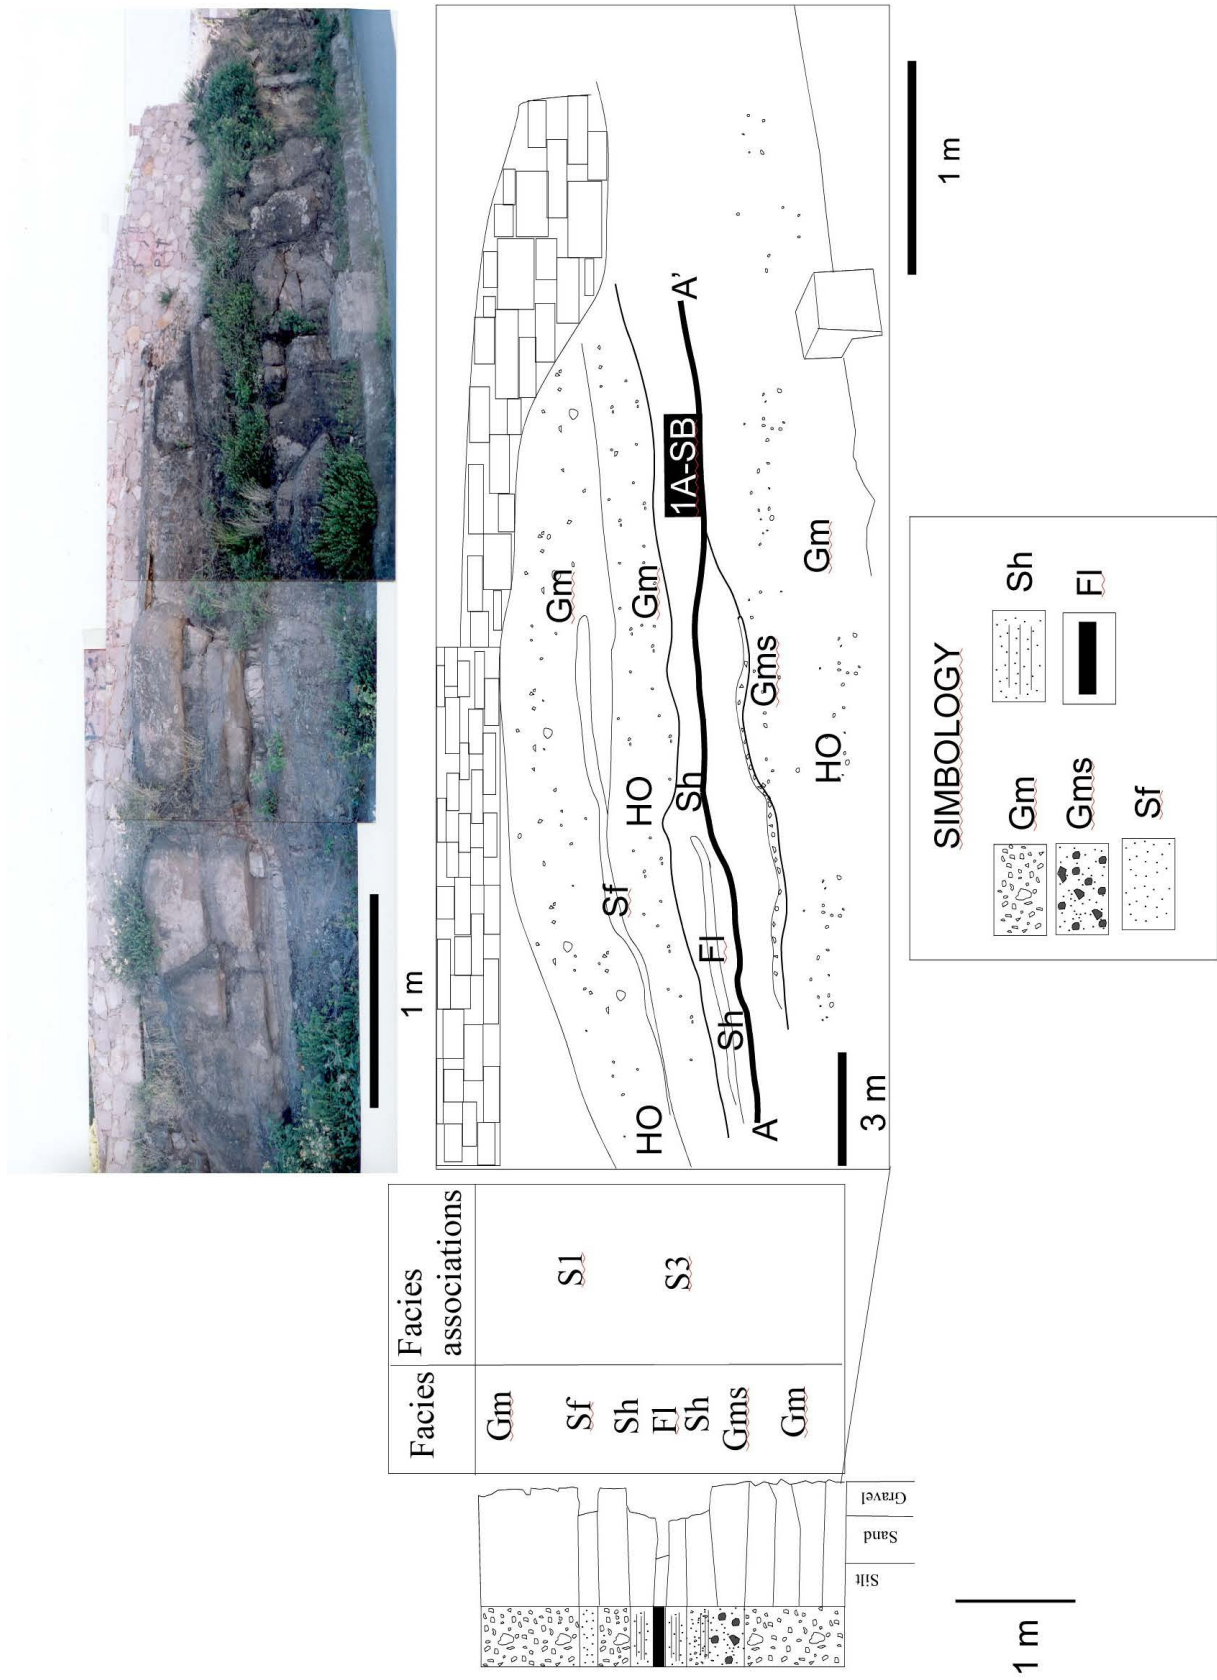 1 m
Gm
Sf
Gm
HO
HO
Sh
Fl
Sh
1A-SB
A
A'
Gms
HO
Gm
3 m
1 m
Facies
Facies
associations
Gm
Sf
Sh
Fl
Sh
Gms
Gm
S1
S3
Silt
Sand
Gravel
1 m
SIMBOLOGY
Gm
Sh
Gms
Fl
Sf